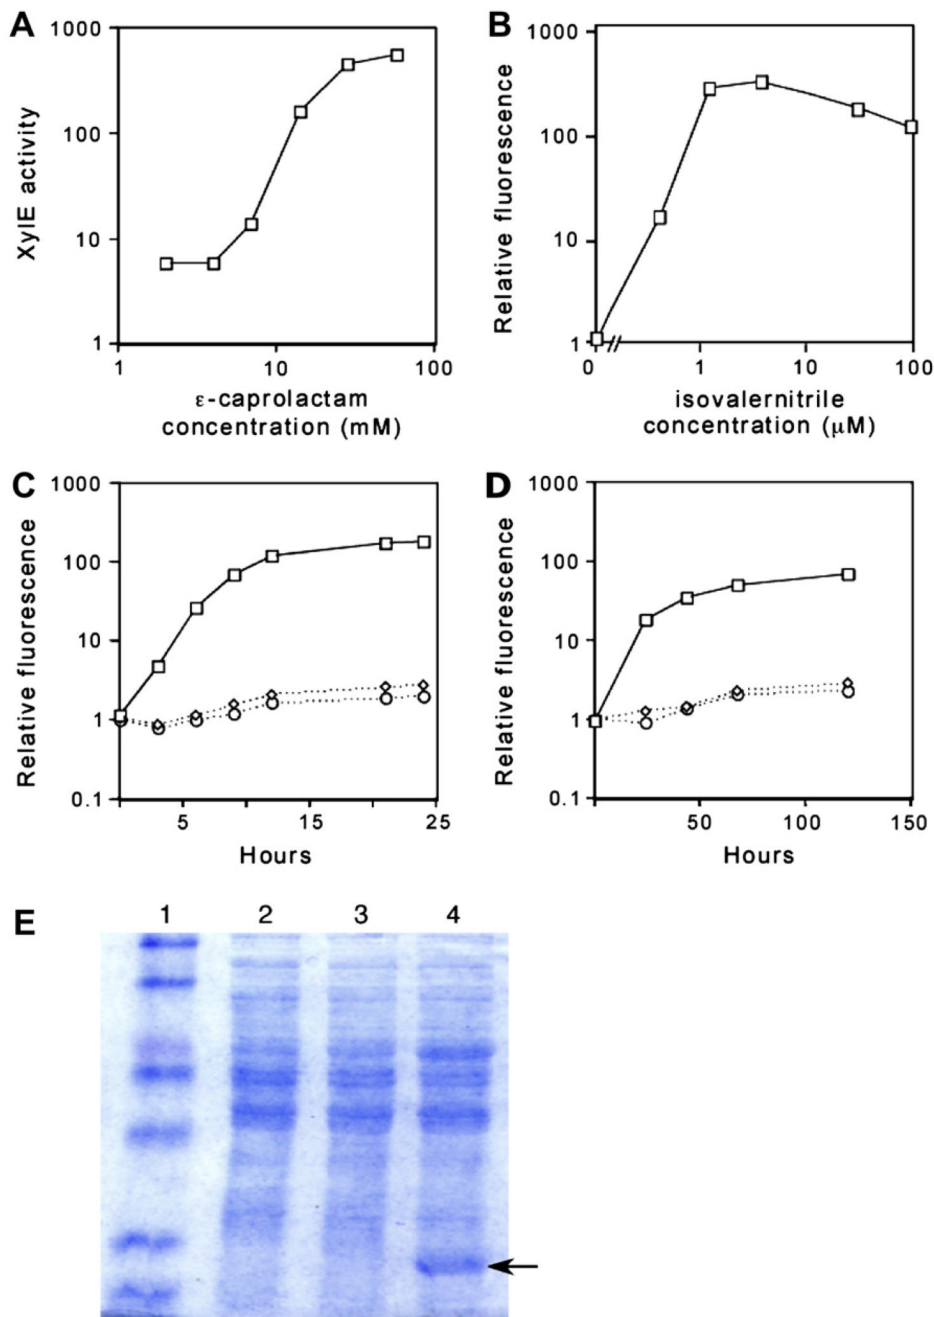 A
1000
100
10
1
XylE activity
1
10
100
ε-caprolactam
concentration (mM)
B
1000
100
10
1
Relative fluorescence
0
1
10
100
isovalernitrile
concentration (μM)
C
1000
100
10
1
0.1
Relative fluorescence
5
15
25
Hours
D
1000
100
10
1
0.1
Relative fluorescence
50
100
150
Hours
E
1 2 3 4